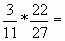 3/11 * 22/27 =